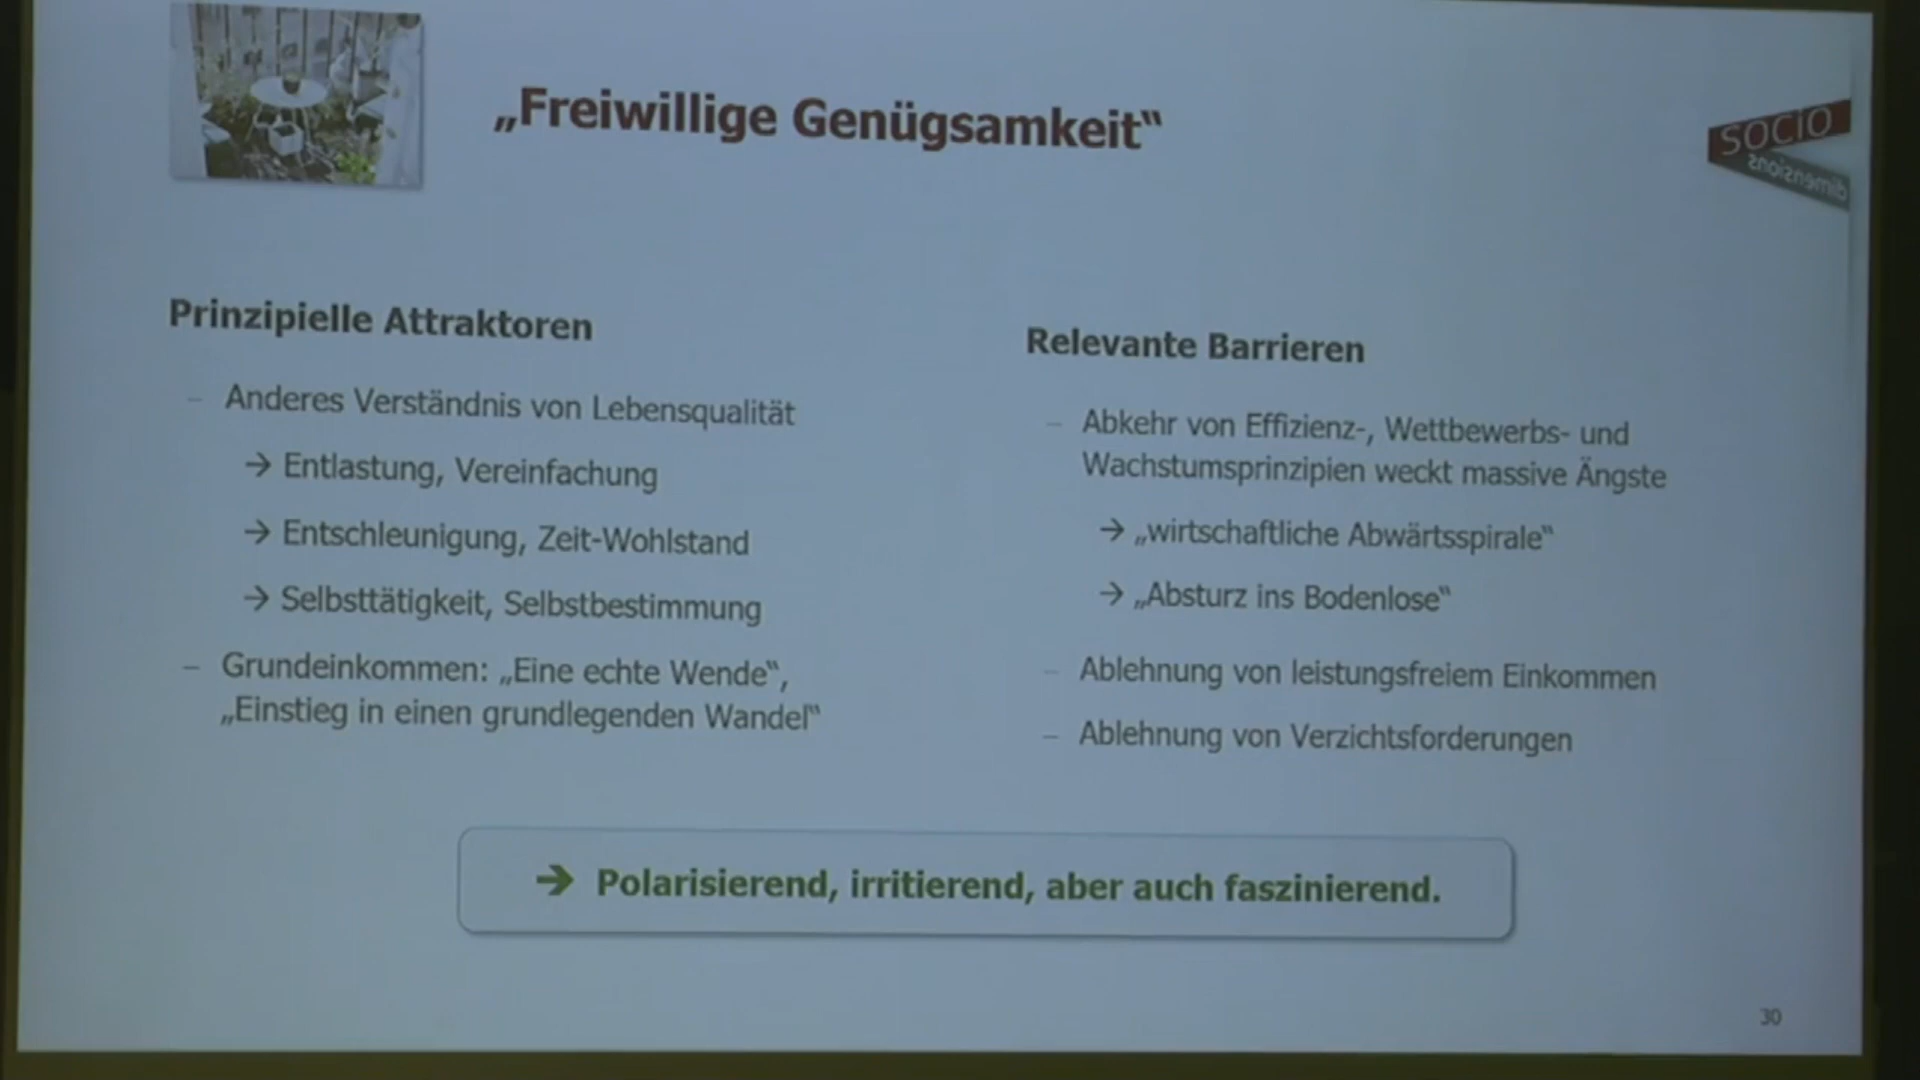 „Freiwillige Genügsamkeit“
socio
dimensions
Prinzipielle Attraktoren
– Anderes Verständnis von Lebensqualität
→ Entlastung, Vereinfachung
→ Entschleunigung, Zeit-Wohlstand
→ Selbsttätigkeit, Selbstbestimmung
– Grundeinkommen: „Eine echte Wende“,
„Einstieg in einen grundlegenden Wandel“
Relevante Barrieren
– Abkehr von Effizienz-, Wettbewerbs- und
Wachstumsprinzipien weckt massive Ängste
→ „wirtschaftliche Abwärtsspirale“
→ „Absturz ins Bodenlose“
– Ablehnung von leistungsfreiem Einkommen
– Ablehnung von Verzichtsforderungen
→ Polarisierend, irritierend, aber auch faszinierend.
30